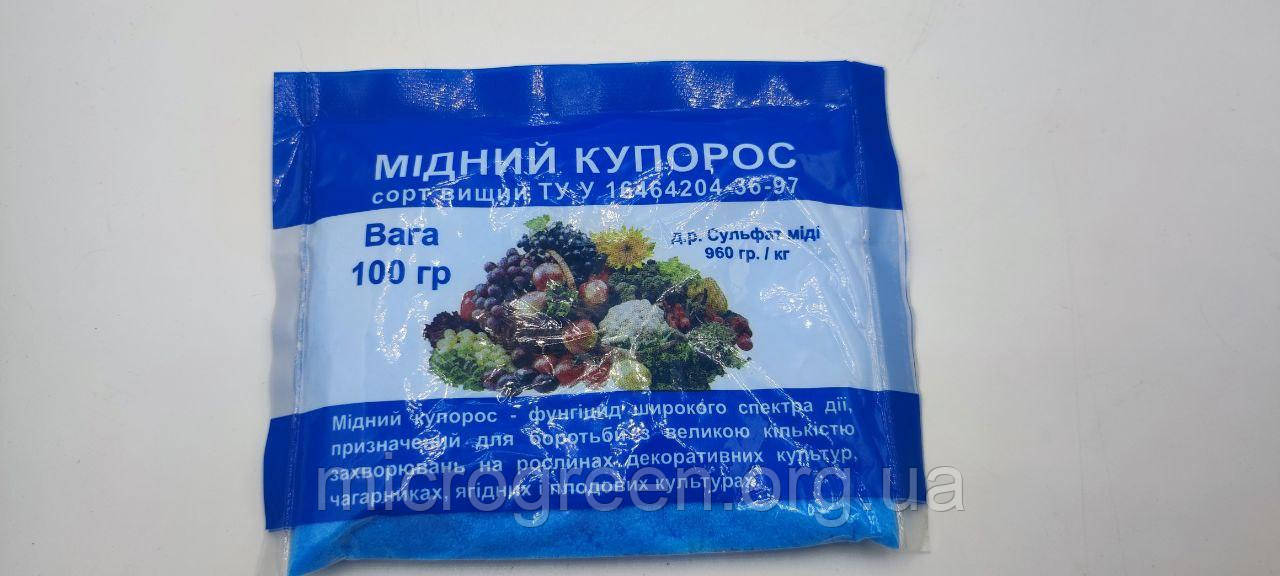 МІДНИЙ КУПОРОС
сорт вищий ТУ У 18464204-36-97
Вага
100 гр
д.р. Сульфат міді
960 гр. / кг
Мідний купорос - фунгіцид широкого спектра дії,
призначений для боротьби з великою кількістю
захворювань на рослинах декоративних культур,
чагарниках, ягідних і плодових культурах.
microgreen.org.ua